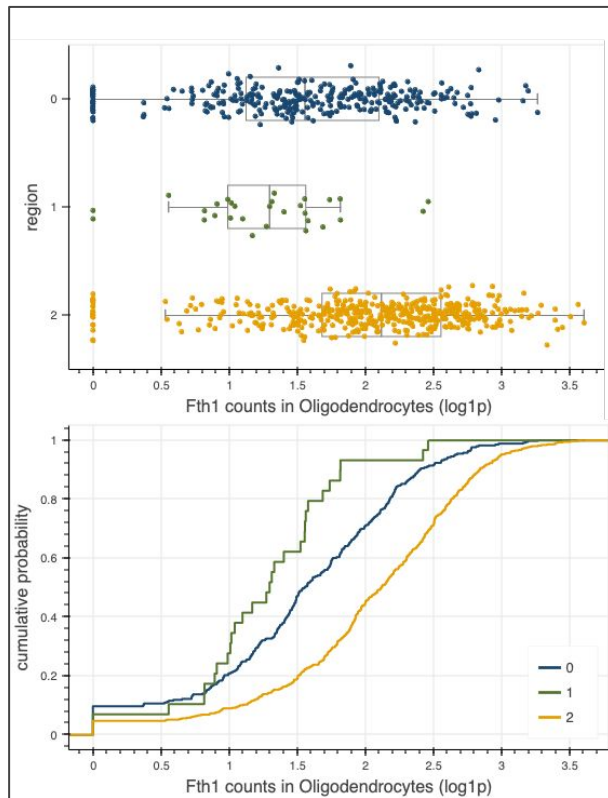 0
1
2
region
0 0.5 1 1.5 2 2.5 3 3.5
Fth1 counts in Oligodendrocytes (log1p)
1
0.8
0.6
0.4
0.2
0
cumulative probability
0
1
2
0 0.5 1 1.5 2 2.5 3 3.5
Fth1 counts in Oligodendrocytes (log1p)